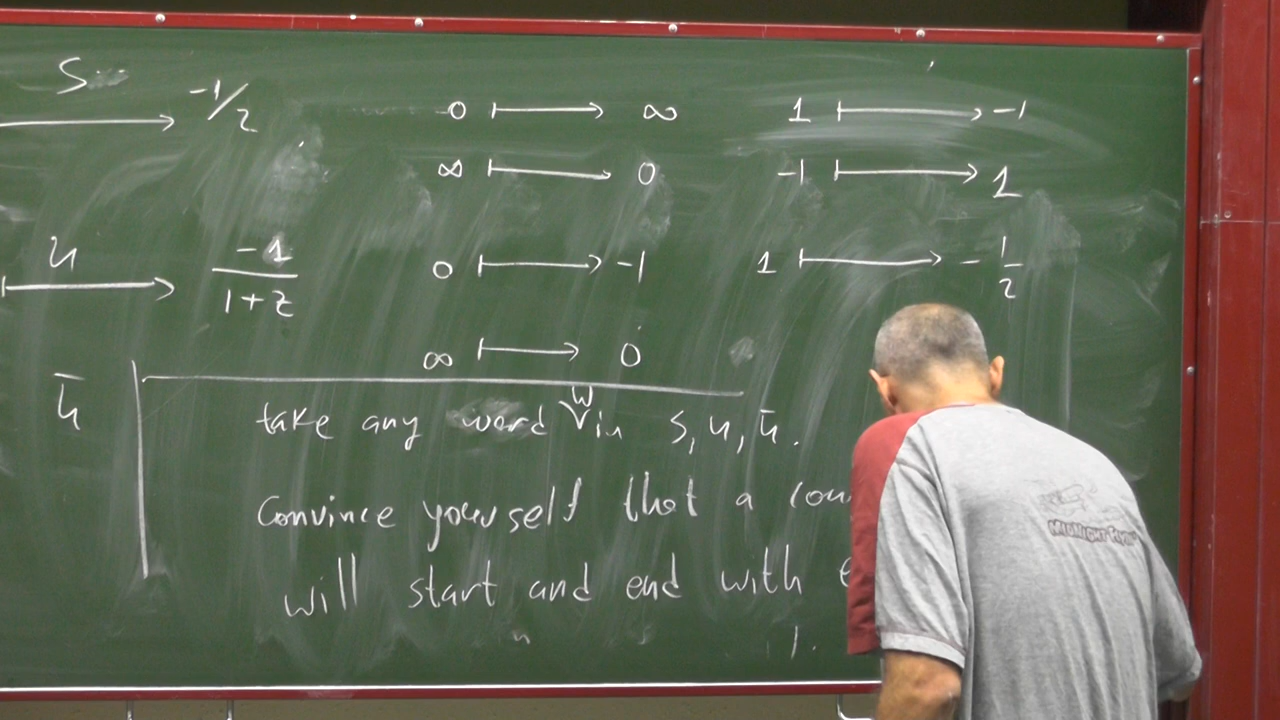 S -1/z 0 ⟼ ∞ 1 ⟼ -1
∞ ⟼ 0 -1 ⟼ 1
u -1/(1+z) 0 ⟼ -1 1 ⟼ -1/2
∞ ⟼ 0
ū
take any word w in s, u, ū.
Convince yourself that a
will start and end with
MIDNIGHT